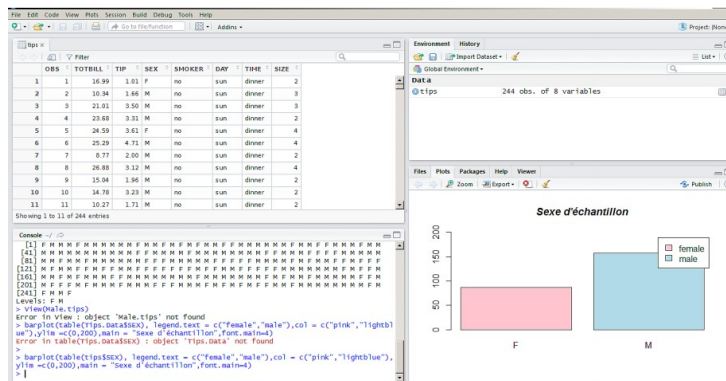 File Edit Code View Plots Session Build Debug Tools Help
Go to file/function Addins Project: (None
tips
Filter
OBS TOTBILL TIP SEX SMOKER DAY TIME SIZE
1 1 16.99 1.01 F no sun dinner 2
2 2 10.34 1.66 M no sun dinner 3
3 3 21.01 3.50 M no sun dinner 3
4 4 23.68 3.31 M no sun dinner 2
5 5 24.59 3.61 F no sun dinner 4
6 6 25.29 4.71 M no sun dinner 4
7 7 8.77 2.00 M no sun dinner 2
8 8 26.88 3.12 M no sun dinner 4
9 9 15.04 1.96 M no sun dinner 2
10 10 14.78 3.23 M no sun dinner 2
11 11 10.27 1.71 M no sun dinner 2
Showing 1 to 11 of 244 entries
Console ~/
[241] F M M F
Levels: F M
> View(Male.tips)
Error in View : object 'Male.tips' not found
> barplot(table(Tips.Data$SEX), legend.text = c("female","male"),col = c("pink","lightbl
ue"),ylim =c(0,200),main = "Sexe d'échantillon",font.main=4)
Error in table(Tips.Data$SEX) : object 'Tips.Data' not found
>
> barplot(table(tips$SEX), legend.text = c("female","male"),col = c("pink","lightblue"),
ylim =c(0,200),main = "Sexe d'échantillon",font.main=4)
> 
Environment History
Import Dataset List
Global Environment
Data
tips 244 obs. of 8 variables
Files Plots Packages Help Viewer
Zoom Export Publish
Sexe d'échantillon
200
150
100
50
0
female
male
F M